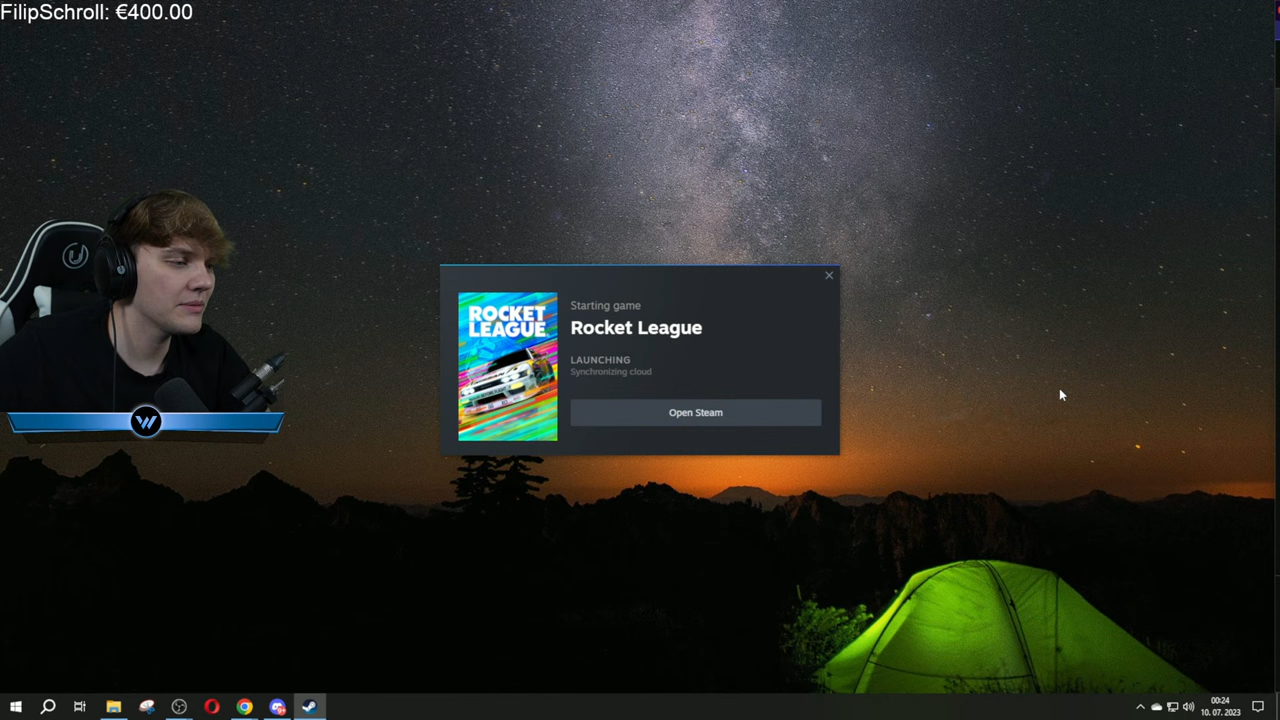 FilipSchroll: €400.00
ROCKET
LEAGUE
Starting game
Rocket League
LAUNCHING
Synchronizing cloud
Open Steam
W
00:24
10. 07. 2023